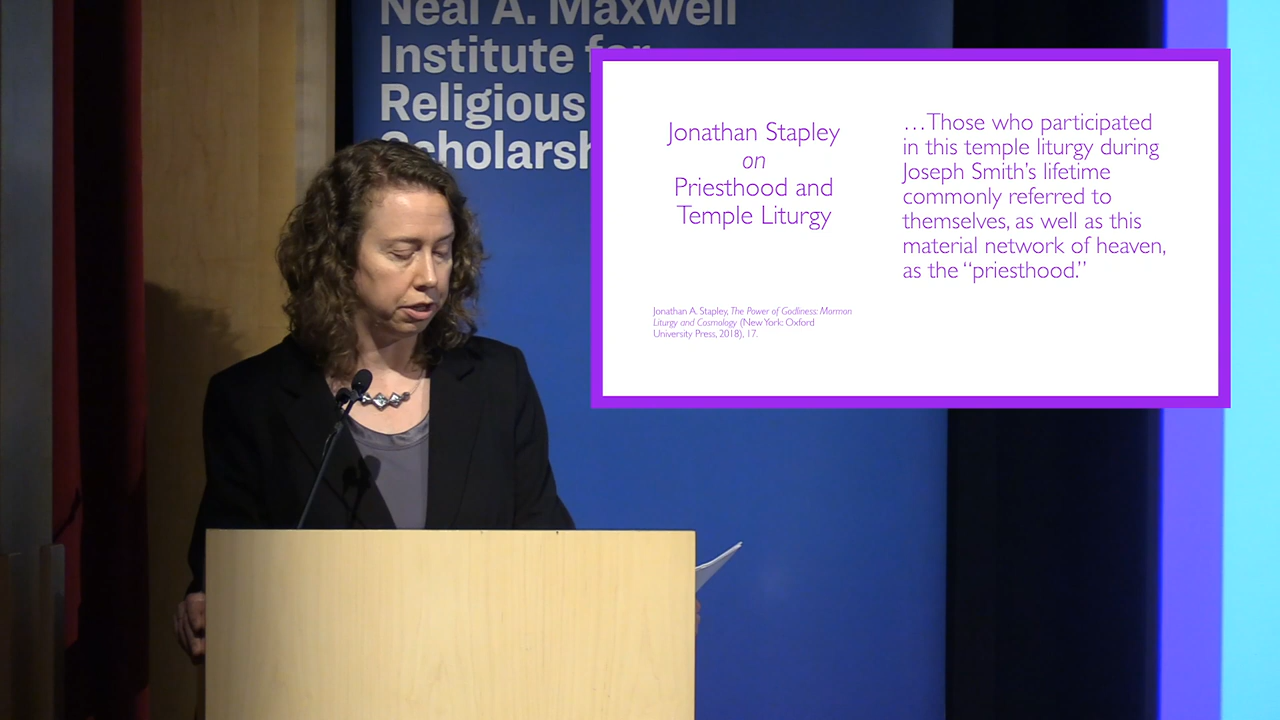 Neal A. Maxwell
Institute for
Religious
Scholarsh
Jonathan Stapley
on
Priesthood and
Temple Liturgy
Jonathan A. Stapley, The Power of Godliness: Mormon
Liturgy and Cosmology (New York: Oxford
University Press, 2018), 17.
…Those who participated
in this temple liturgy during
Joseph Smith’s lifetime
commonly referred to
themselves, as well as this
material network of heaven,
as the “priesthood.”